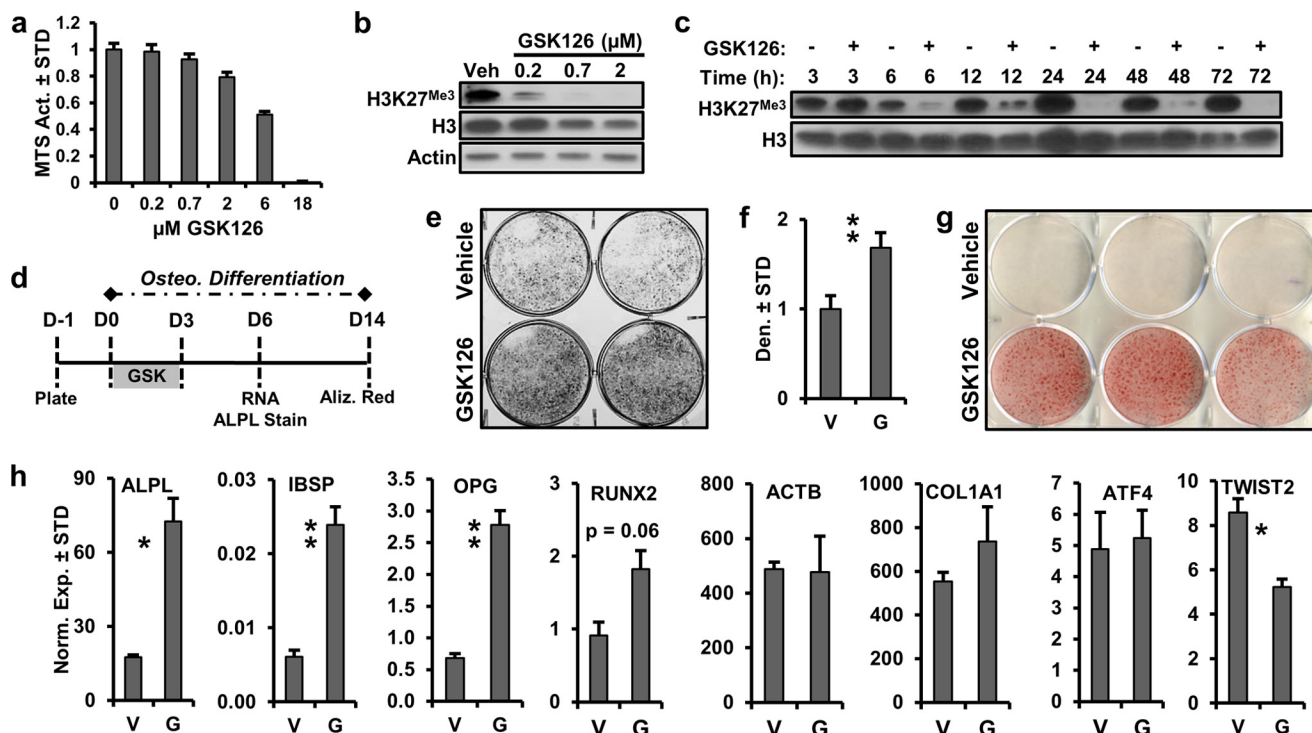 a
MTS Act. ± STD
1.2
1
0.8
0.6
0.4
0.2
0
0 0.2 0.7 2 6 18
µM GSK126
b
GSK126 (µM)
Veh 0.2 0.7 2
H3K27Me3
H3
Actin
c
GSK126: - + - + - + - + - + - +
Time (h): 3 3 6 6 12 12 24 24 48 48 72 72
H3K27Me3
H3
d
Osteo. Differentiation
D-1 D0 D3 D6 D14
GSK
Plate RNA Aliz. Red
ALPL Stain
e
Vehicle
GSK126
f
Den. ± STD
2
1
0
**
V G
g
Vehicle
GSK126
h
Norm. Exp. ± STD
ALPL
90
60
30
0
*
V G
IBSP
0.03
0.02
0.01
0.00
**
V G
OPG
3.5
3.0
2.5
2.0
1.5
1.0
0.5
0.0
**
V G
RUNX2
p = 0.06
3
2
1
0
V G
ACTB
800
600
400
200
0
V G
COL1A1
1000
800
600
400
200
0
V G
ATF4
7
6
5
4
3
2
1
0
V G
TWIST2
10
8
6
4
2
0
*
V G